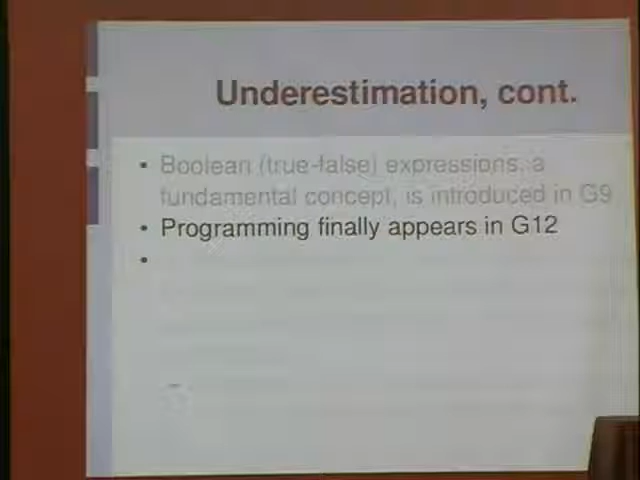 Underestimation, cont.
• Boolean (true-false) expressions, a
fundamental concept, is introduced in G9
• Programming finally appears in G12
•